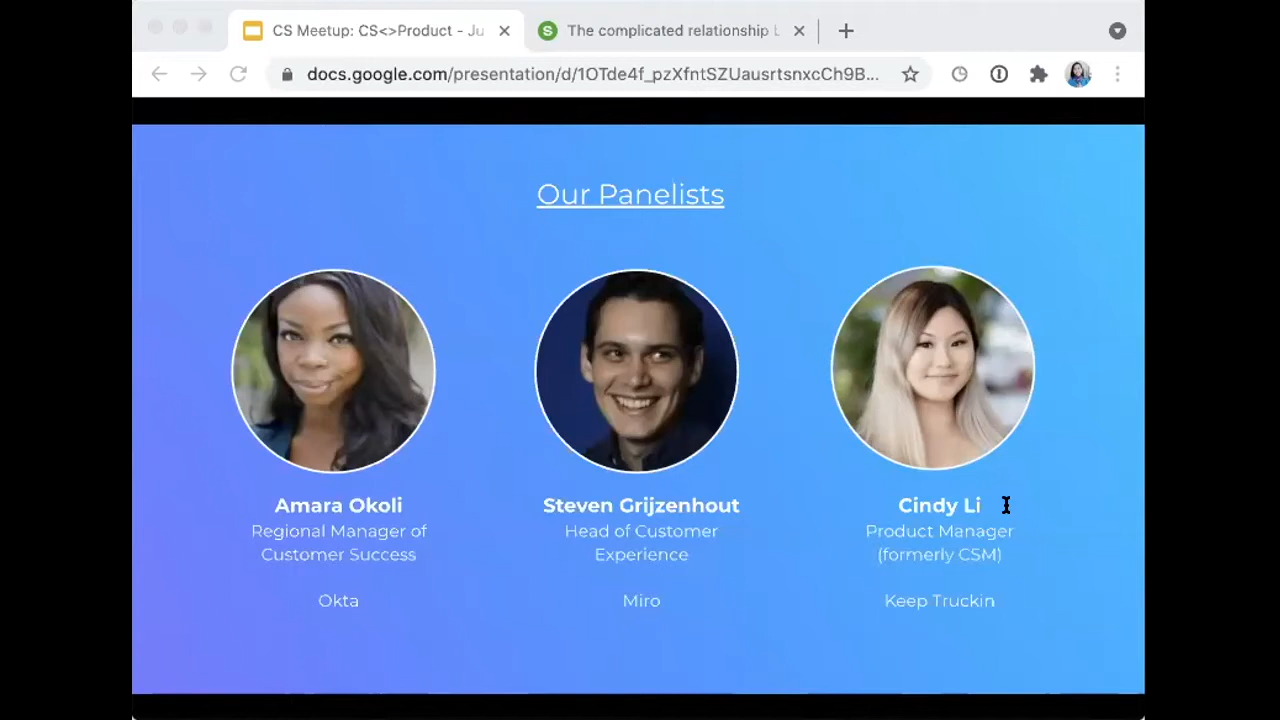 CS Meetup: CS<>Product - Ju
The complicated relationship
docs.google.com/presentation/d/1OTde4f_pzXfntSZUausrtsnxcCh9B...
Our Panelists
Amara Okoli
Regional Manager of
Customer Success
Okta
Steven Grijzenhout
Head of Customer
Experience
Miro
Cindy Li
Product Manager
(formerly CSM)
Keep Truckin